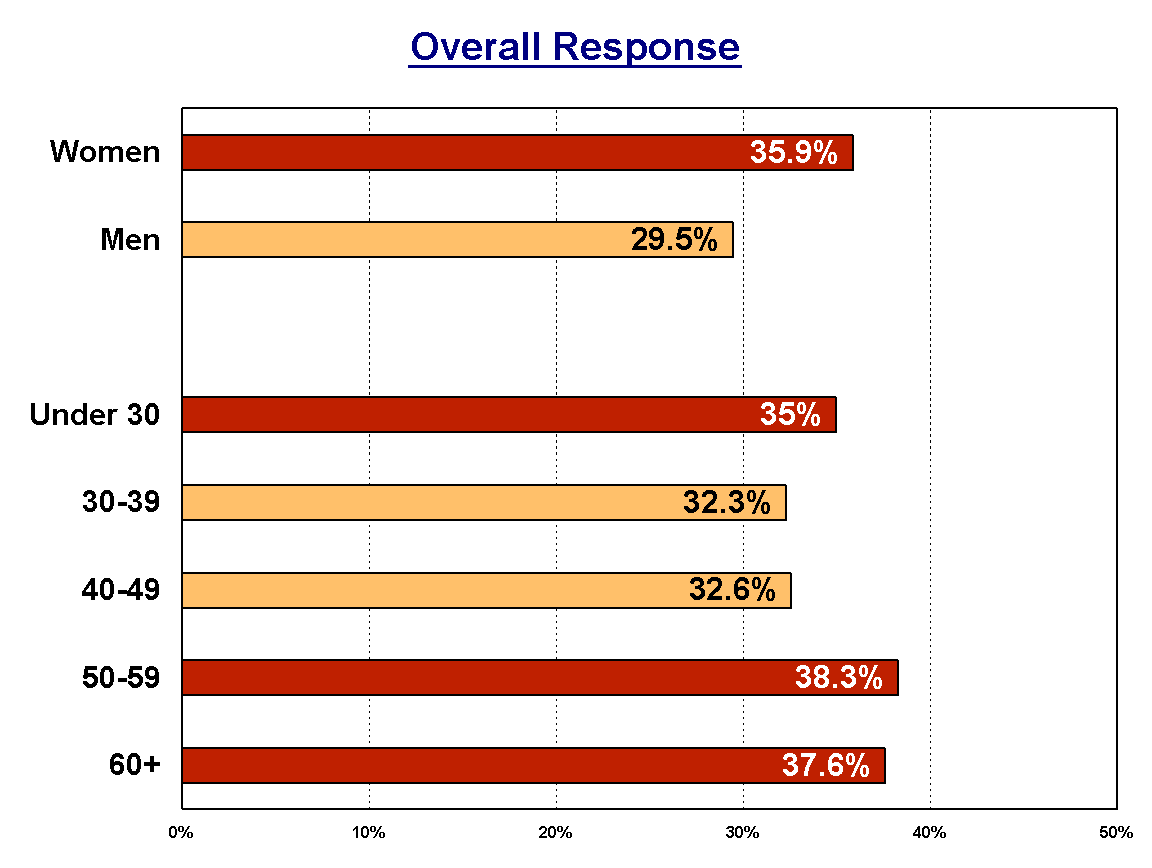 Overall Response
Women 35.9%
Men 29.5%
Under 30 35%
30-39 32.3%
40-49 32.6%
50-59 38.3%
60+ 37.6%
0% 10% 20% 30% 40% 50%